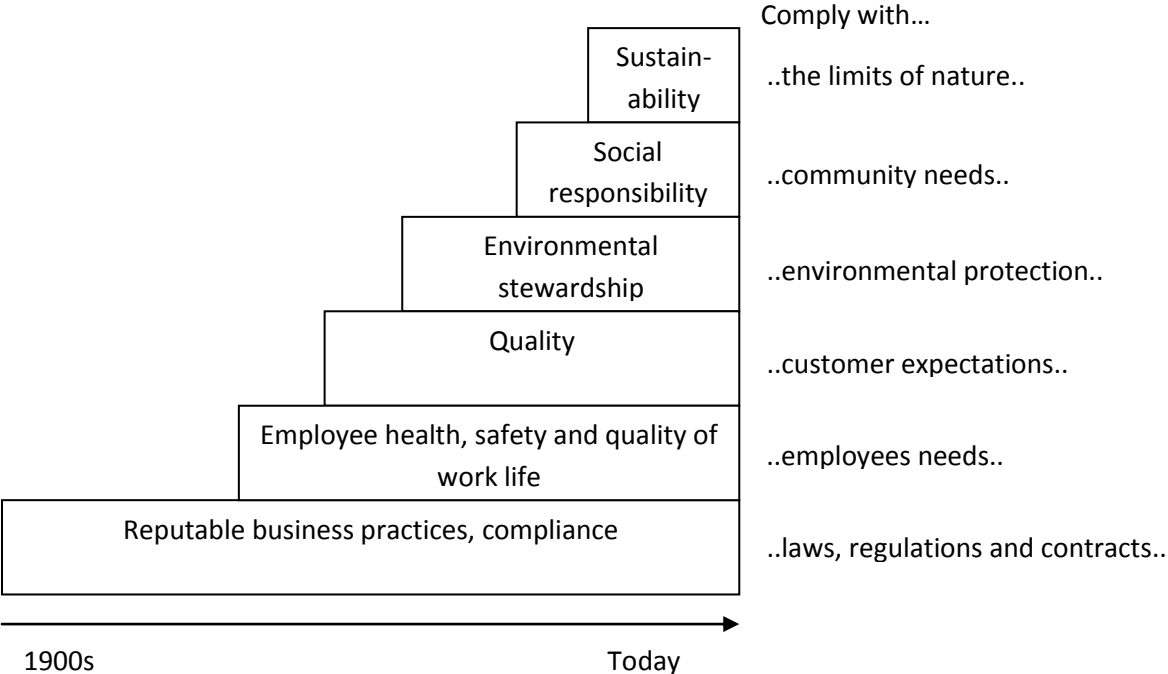 Comply with…
Sustain-
ability
..the limits of nature..
Social
responsibility
..community needs..
Environmental
stewardship
..environmental protection..
Quality
..customer expectations..
Employee health, safety and quality of
work life
..employees needs..
Reputable business practices, compliance
..laws, regulations and contracts..
1900s
Today